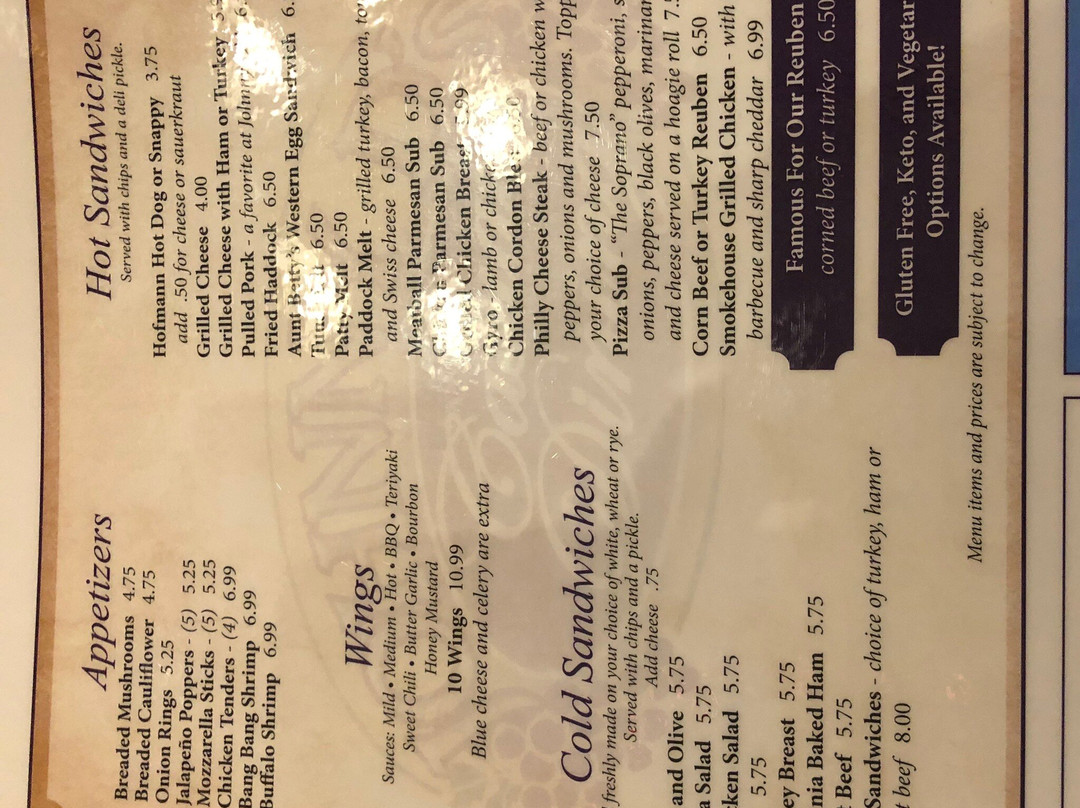 Appetizers
Breaded Mushrooms 4.75
Breaded Cauliflower 4.75
Onion Rings 5.25
Jalapeño Poppers - (5) 5.25
Mozzarella Sticks - (5) 5.25
Chicken Tenders - (4) 6.99
Bang Bang Shrimp 6.99
Buffalo Shrimp 6.99
Wings
Sauces: Mild • Medium • Hot • BBQ • Teriyaki
Sweet Chili • Butter Garlic • Bourbon
Honey Mustard
10 Wings 10.99
Blue cheese and celery are extra
Cold Sandwiches
freshly made on your choice of white, wheat or rye.
Served with chips and a pickle.
Add cheese .75
and Olive 5.75
Salad 5.75
Salad 5.75
5.75
Breast 5.75
Baked Ham 5.75
Beef 5.75
Sandwiches - choice of turkey, ham or
beef 8.00
Hot Sandwiches
Served with chips and a deli pickle.
Hofmann Hot Dog or Snappy 3.75
add .50 for cheese or sauerkraut
Grilled Cheese 4.00
Grilled Cheese with Ham or Turkey
Pulled Pork - a favorite at
Fried Haddock 6.50
Aunt Betty's Western Egg Sandwich
6.50
Patty Melt 6.50
Paddock Melt - grilled turkey, bacon,
and Swiss cheese 6.50
Meatball Parmesan Sub 6.50
Parmesan Sub 6.50
Chicken Breast 5.99
Gyro - lamb or
Chicken Cordon
Philly Cheese Steak - beef or chicken
peppers, onions and mushrooms.
your choice of cheese 7.50
Pizza Sub - "The Soprano" pepperoni,
onions, peppers, black olives,
and cheese served on a hoagie roll
Corn Beef or Turkey Reuben 6.50
Smokehouse Grilled Chicken - with
barbecue and sharp cheddar 6.99
Famous For Our Reuben
corned beef or turkey 6.50
Gluten Free, Keto, and
Options Available!
Menu items and prices are subject to change.